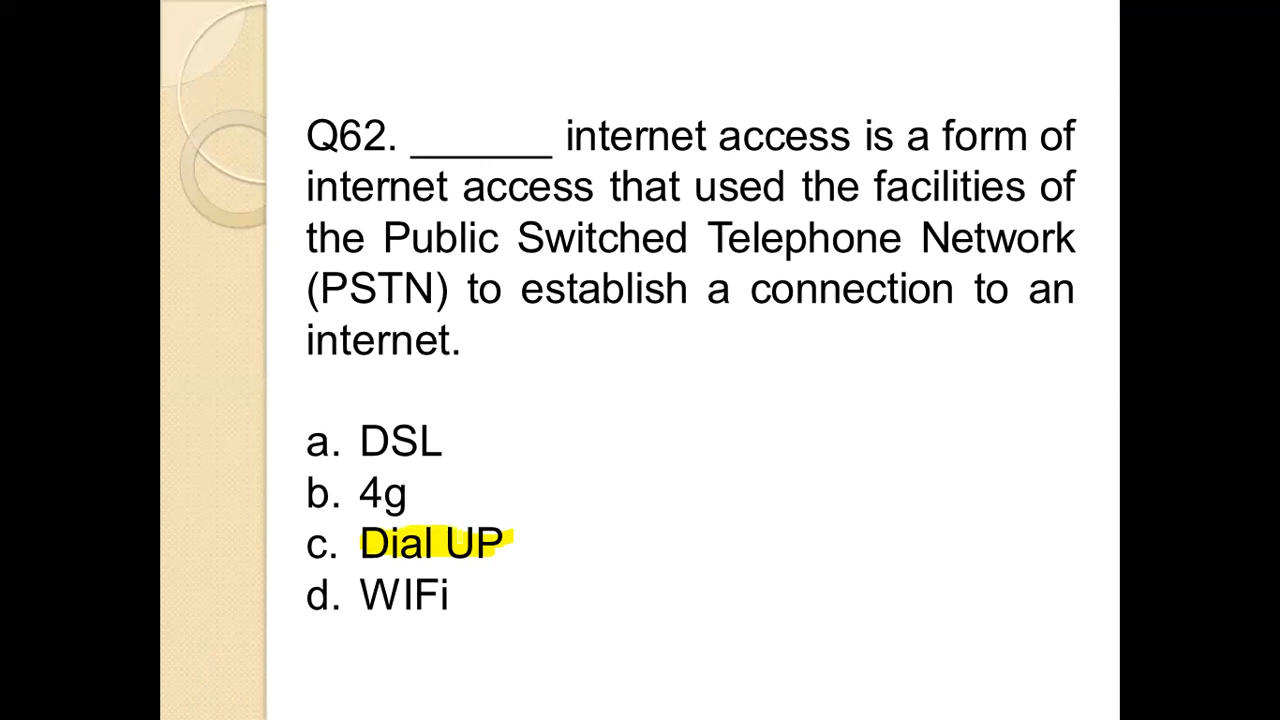 Q62. ______ internet access is a form of
internet access that used the facilities of
the Public Switched Telephone Network
(PSTN) to establish a connection to an
internet.
a. DSL
b. 4g
c. Dial UP
d. WIFi